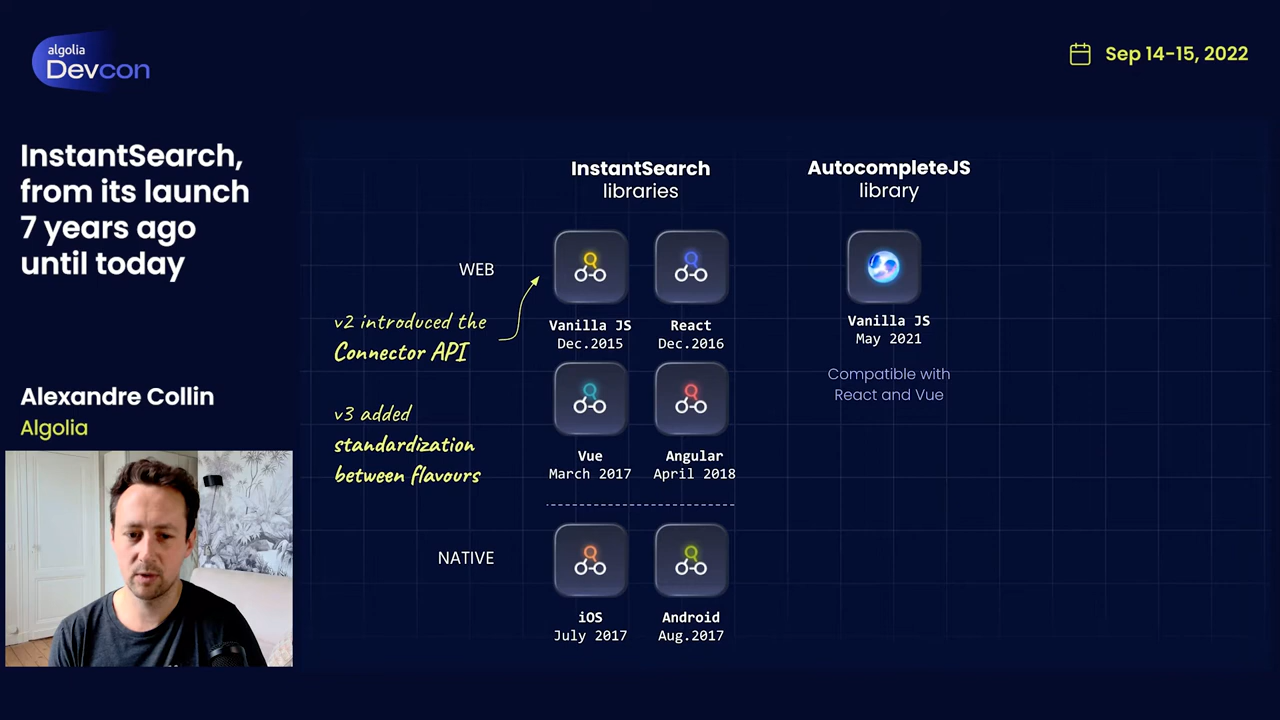 algolia
Devcon
Sep 14-15, 2022
InstantSearch,
from its launch
7 years ago
until today
Alexandre Collin
Algolia
InstantSearch
libraries
AutocompleteJS
library
WEB
v2 introduced the
Connector API
v3 added
standardization
between flavours
Vanilla JS
Dec.2015
React
Dec.2016
Vue
March 2017
Angular
April 2018
Vanilla JS
May 2021
Compatible with
React and Vue
NATIVE
iOS
July 2017
Android
Aug.2017